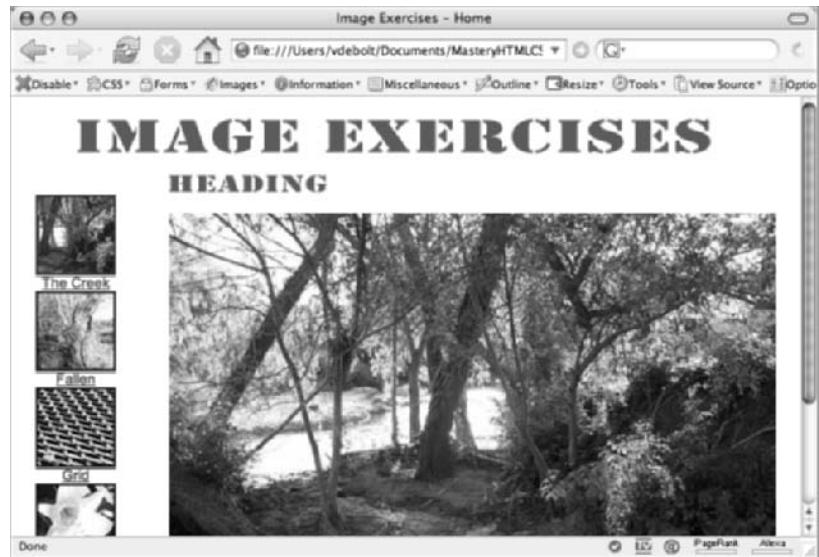 Image Exercises - Home
file:///Users/vdebolt/Documents/MasteryHTMLCS
G
Disable CSS Forms Images Information Miscellaneous Outline Resize Tools View Source Optio
IMAGE EXERCISES
HEADING
The Creek
Fallen
Grid
Done
PageRank Alexa